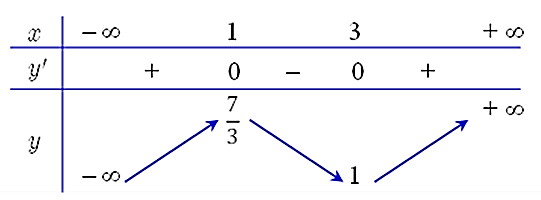 x −∞ 1 3 +∞
y′ + 0 − 0 +
7/3 +∞
y
−∞ 1